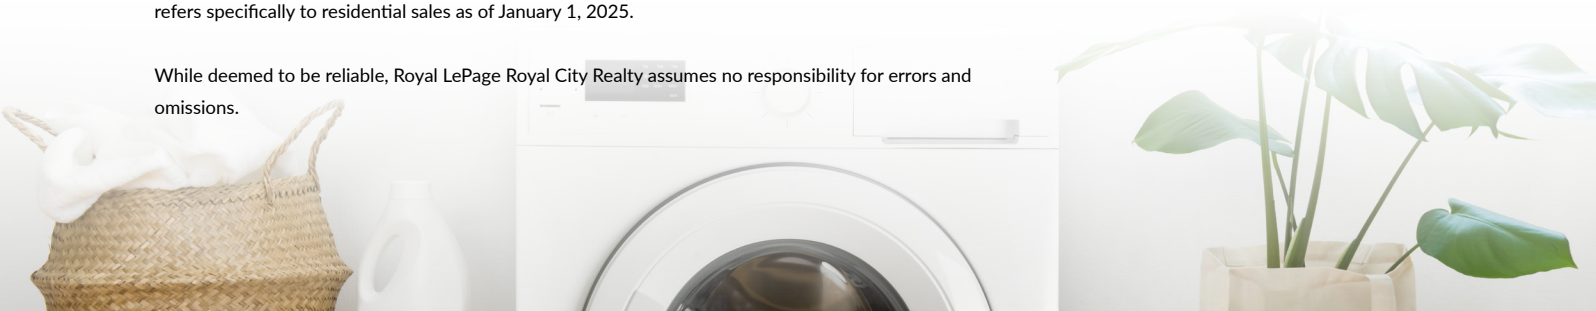 refers specifically to residential sales as of January 1, 2025.
While deemed to be reliable, Royal LePage Royal City Realty assumes no responsibility for errors and
omissions.